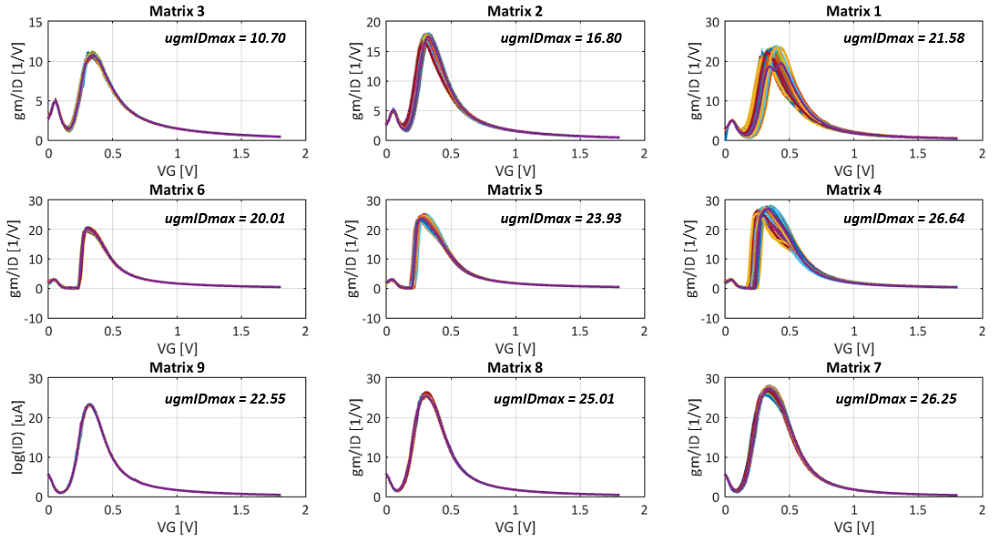 Matrix 3
ugmIDmax = 10.70
gm/ID [1/V]
15
10
5
0
0 0.5 1 1.5 2
VG [V]
Matrix 2
ugmIDmax = 16.80
gm/ID [1/V]
20
15
10
5
0
0 0.5 1 1.5 2
VG [V]
Matrix 1
ugmIDmax = 21.58
gm/ID [1/V]
30
20
10
0
0 0.5 1 1.5 2
VG [V]
Matrix 6
ugmIDmax = 20.01
gm/ID [1/V]
30
20
10
0
-10
0 0.5 1 1.5 2
VG [V]
Matrix 5
ugmIDmax = 23.93
gm/ID [1/V]
30
20
10
0
-10
0 0.5 1 1.5 2
VG [V]
Matrix 4
ugmIDmax = 26.64
gm/ID [1/V]
30
20
10
0
-10
0 0.5 1 1.5 2
VG [V]
Matrix 9
ugmIDmax = 22.55
log(ID) [uA]
30
20
10
0
0 0.5 1 1.5 2
VG [V]
Matrix 8
ugmIDmax = 25.01
gm/ID [1/V]
30
20
10
0
0 0.5 1 1.5 2
VG [V]
Matrix 7
ugmIDmax = 26.25
gm/ID [1/V]
30
20
10
0
0 0.5 1 1.5 2
VG [V]